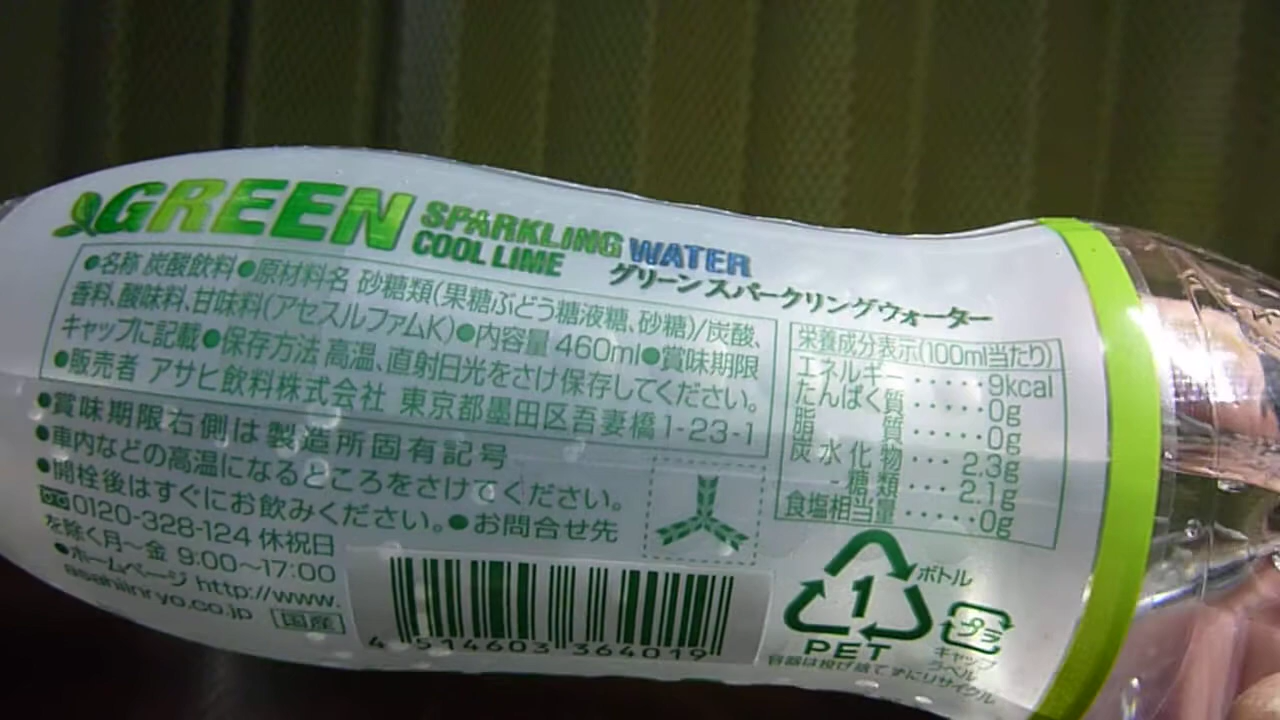 GREEN SPARKLING WATER
COOL LIME
グリーンスパークリングウォーター
●名称 炭酸飲料●原材料名 砂糖類(果糖ぶどう糖液糖、砂糖)/炭酸、
香料、酸味料、甘味料(アセスルファムK)●内容量 460ml●賞味期限
キャップに記載●保存方法 高温、直射日光をさけ保存してください。
●販売者 アサヒ飲料株式会社 東京都墨田区吾妻橋1-23-1
●賞味期限右側は製造所固有記号
●車内などの高温になるところをさけてください。
●開栓後はすぐにお飲みください。●お問合せ先
0120-328-124 休祝日
を除く月~金 9:00~17:00
●ホームページ http://www.
asahiinryo.co.jp 国産
栄養成分表示(100ml当たり)
エネルギー·····9kcal
たんぱく質·····0g
脂質·····0g
炭水化物···2.3g
-糖類···2.1g
食塩相当量·····0g
4 514603 364019
1
PET
ボトル
プラ
キャップ
ラベル
容器は投げ捨てずにリサイクル